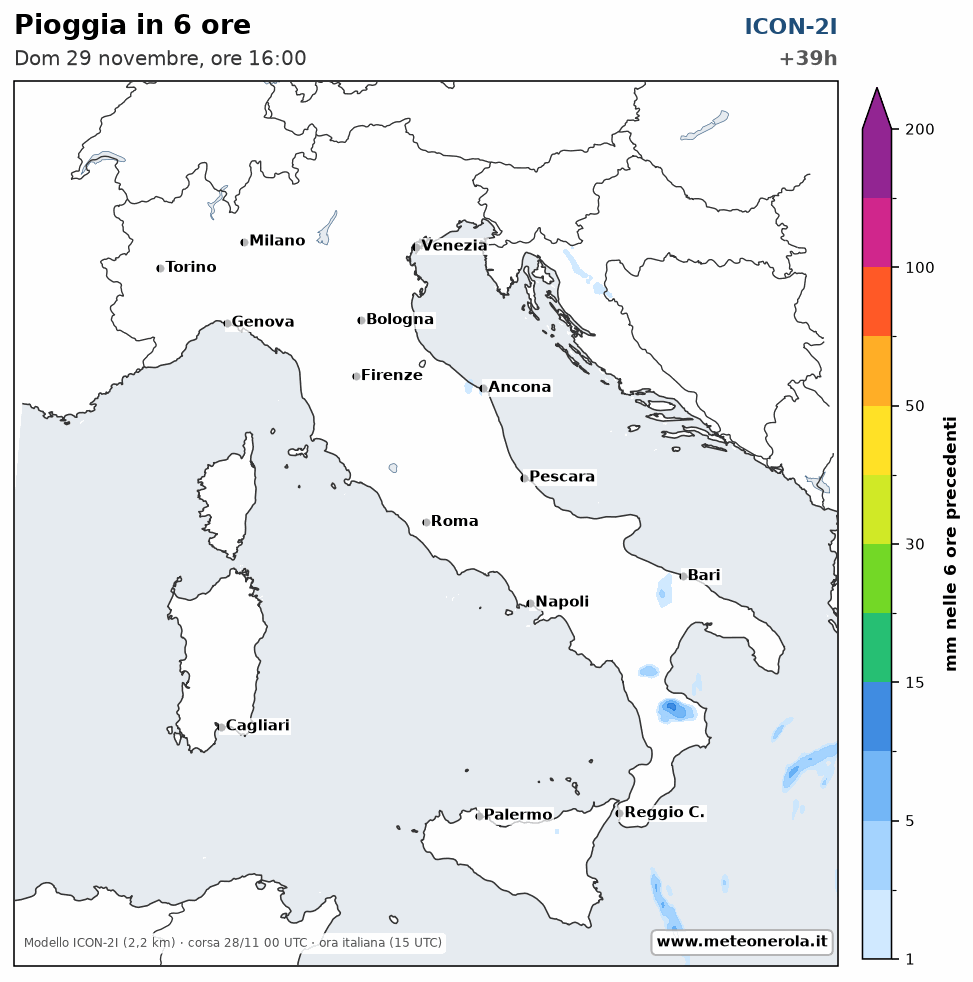 Pioggia in 6 ore
ICON-2I
Dom 29 novembre, ore 16:00
+39h
200
Milano
Venezia
Torino
100
Genova
Bologna
Firenze
Ancona
50
mm nelle 6 ore precedenti
Pescara
Roma
30
Bari
Napoli
15
Cagliari
Reggio C.
Palermo
5
Modello ICON-2I (2,2 km) · corsa 28/11 00 UTC · ora italiana (15 UTC)
www.meteonerola.it
1